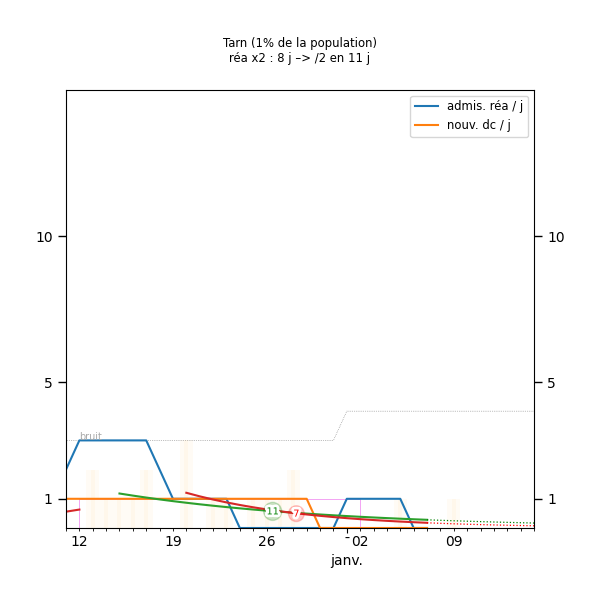 Tarn (1% de la population)
réa x2 : 8 j –> /2 en 11 j
admis. réa / j
nouv. dc / j
10 10
5 5
bruit
1 1
11 7
12 19 26 02 09
janv.